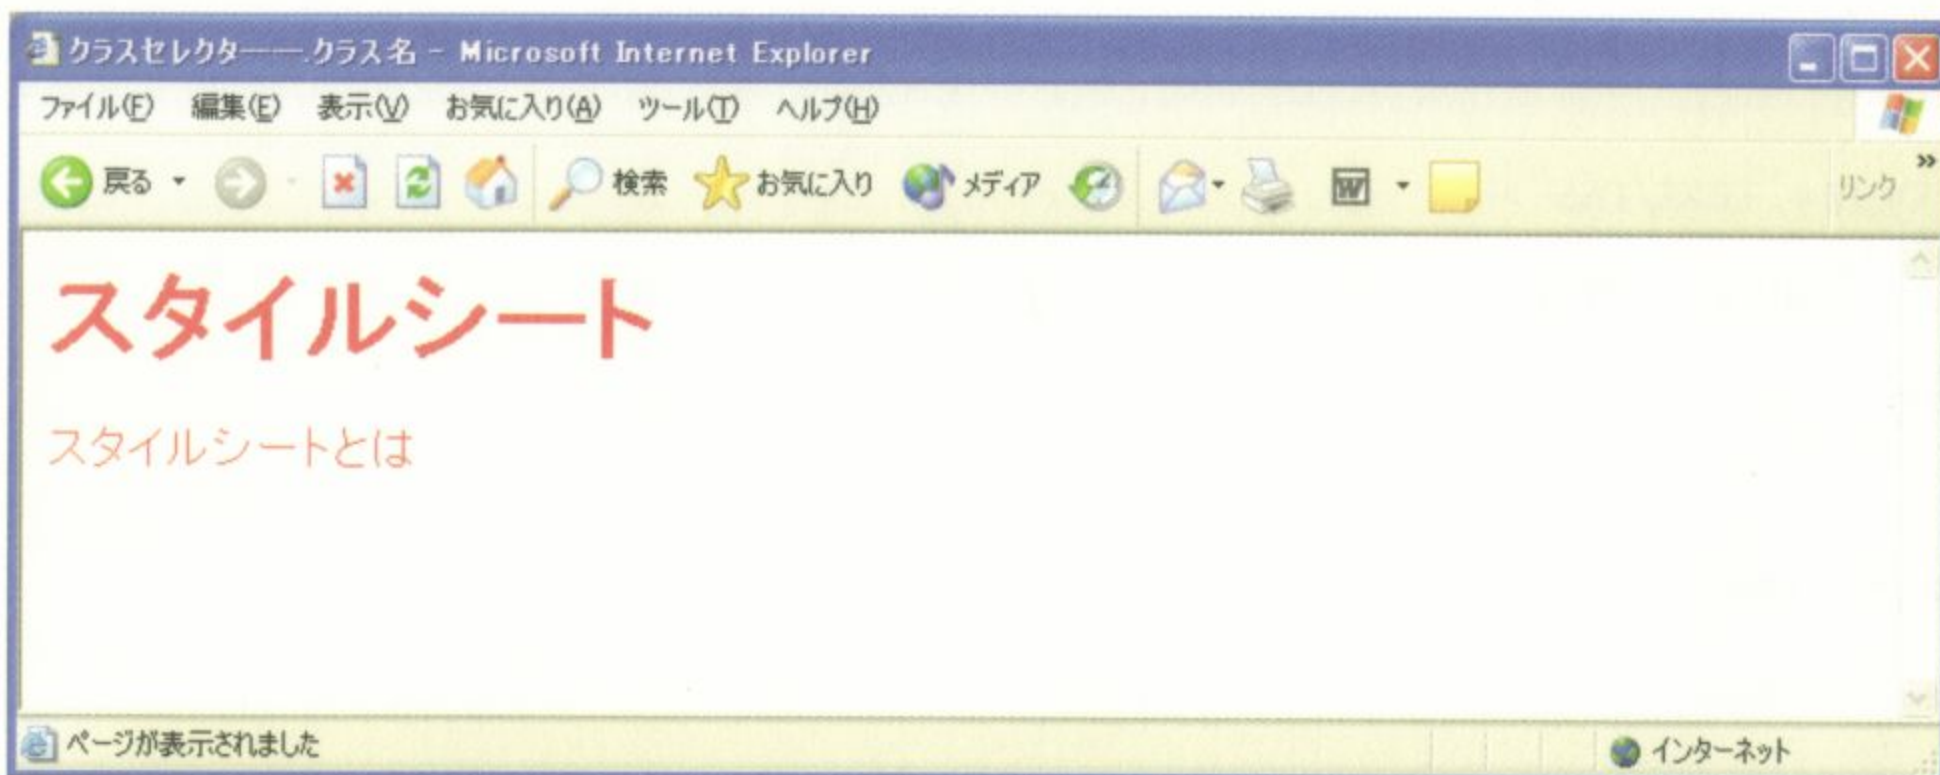 クラスセレクタ――.クラス名 - Microsoft Internet Explorer
ファイル(F) 編集(E) 表示(V) お気に入り(A) ツール(T) ヘルプ(H)
戻る 検索 お気に入り メディア W リンク »
スタイルシート
スタイルシートとは
ページが表示されました インターネット